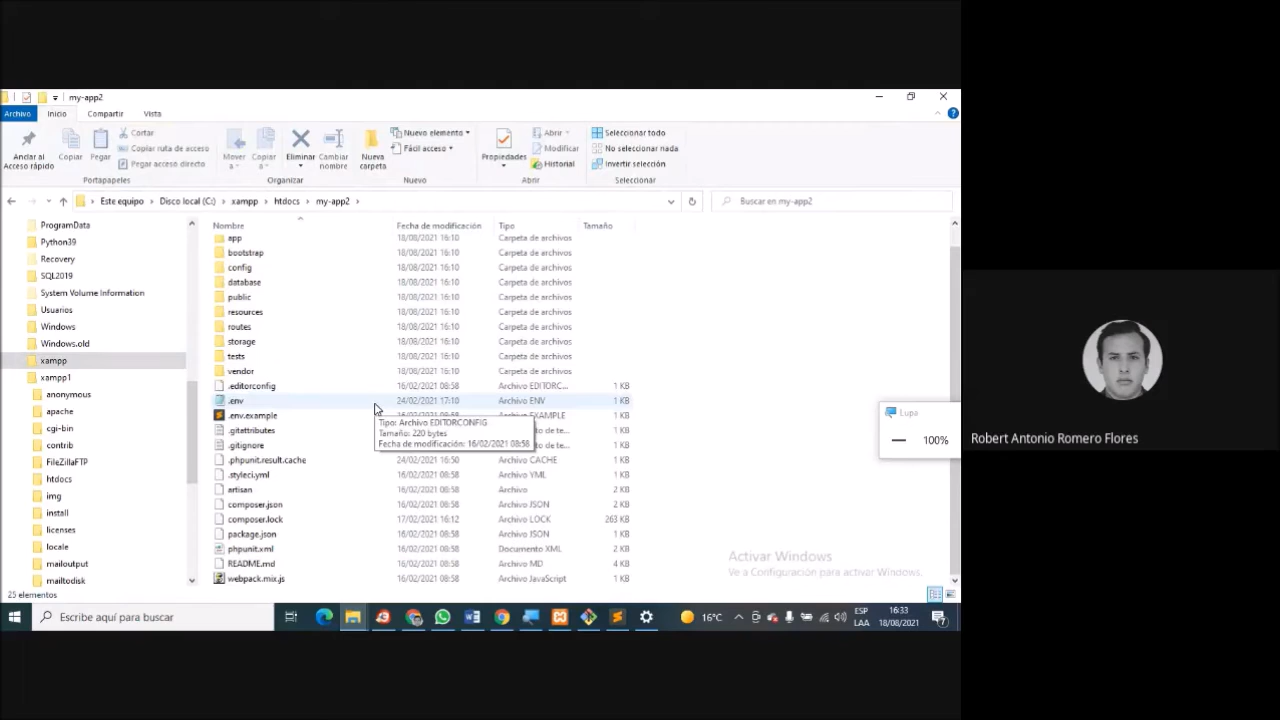 my-app2
Archivo Inicio Compartir Vista
Anclar al Acceso rápido
Copiar
Pegar
Cortar
Copiar ruta de acceso
Pegar acceso directo
Portapapeles
Mover a
Copiar a
Eliminar
Cambiar nombre
Organizar
Nueva carpeta
Nuevo elemento
Fácil acceso
Nuevo
Propiedades
Abrir
Modificar
Historial
Abrir
Seleccionar todo
No seleccionar nada
Invertir selección
Seleccionar
Este equipo > Disco local (C:) > xampp > htdocs > my-app2 >
Buscar en my-app2
ProgramData
Python39
Recovery
SQL2019
System Volume Information
Usuarios
Windows
Windows.old
xampp
xampp1
anonymous
apache
cgi-bin
contrib
FileZillaFTP
htdocs
img
install
licenses
locale
mailoutput
mailtodisk
Nombre Fecha de modificación Tipo Tamaño
app 18/08/2021 16:10 Carpeta de archivos
bootstrap 18/08/2021 16:10 Carpeta de archivos
config 18/08/2021 16:10 Carpeta de archivos
database 18/08/2021 16:10 Carpeta de archivos
public 18/08/2021 16:10 Carpeta de archivos
resources 18/08/2021 16:10 Carpeta de archivos
routes 18/08/2021 16:10 Carpeta de archivos
storage 18/08/2021 16:10 Carpeta de archivos
tests 18/08/2021 16:10 Carpeta de archivos
vendor 18/08/2021 16:10 Carpeta de archivos
.editorconfig 16/02/2021 08:58 Archivo EDITORC... 1 KB
.env 24/02/2021 17:10 Archivo ENV 1 KB
.env.example 16/02/2021 08:58 Archivo EXAMPLE 1 KB
.gitattributes to de te... 1 KB
.gitignore to de te... 1 KB
.phpunit.result.cache 24/02/2021 16:50 Archivo CACHE 1 KB
.styleci.yml 16/02/2021 08:58 Archivo YML 1 KB
artisan 16/02/2021 08:58 Archivo 2 KB
composer.json 16/02/2021 08:58 Archivo JSON 2 KB
composer.lock 17/02/2021 16:12 Archivo LOCK 263 KB
package.json 16/02/2021 08:58 Archivo JSON 1 KB
phpunit.xml 16/02/2021 08:58 Documento XML 2 KB
README.md 16/02/2021 08:58 Archivo MD 4 KB
webpack.mix.js 16/02/2021 08:58 Archivo JavaScript 1 KB
Tipo: Archivo EDITORCONFIG
Tamaño: 220 bytes
Fecha de modificación: 16/02/2021 08:58
Lupa
100%
Robert Antonio Romero Flores
Activar Windows
Ve a Configuración para activar Windows.
25 elementos
Escribe aquí para buscar
16°C
ESP
LAA
16:33
18/08/2021
7